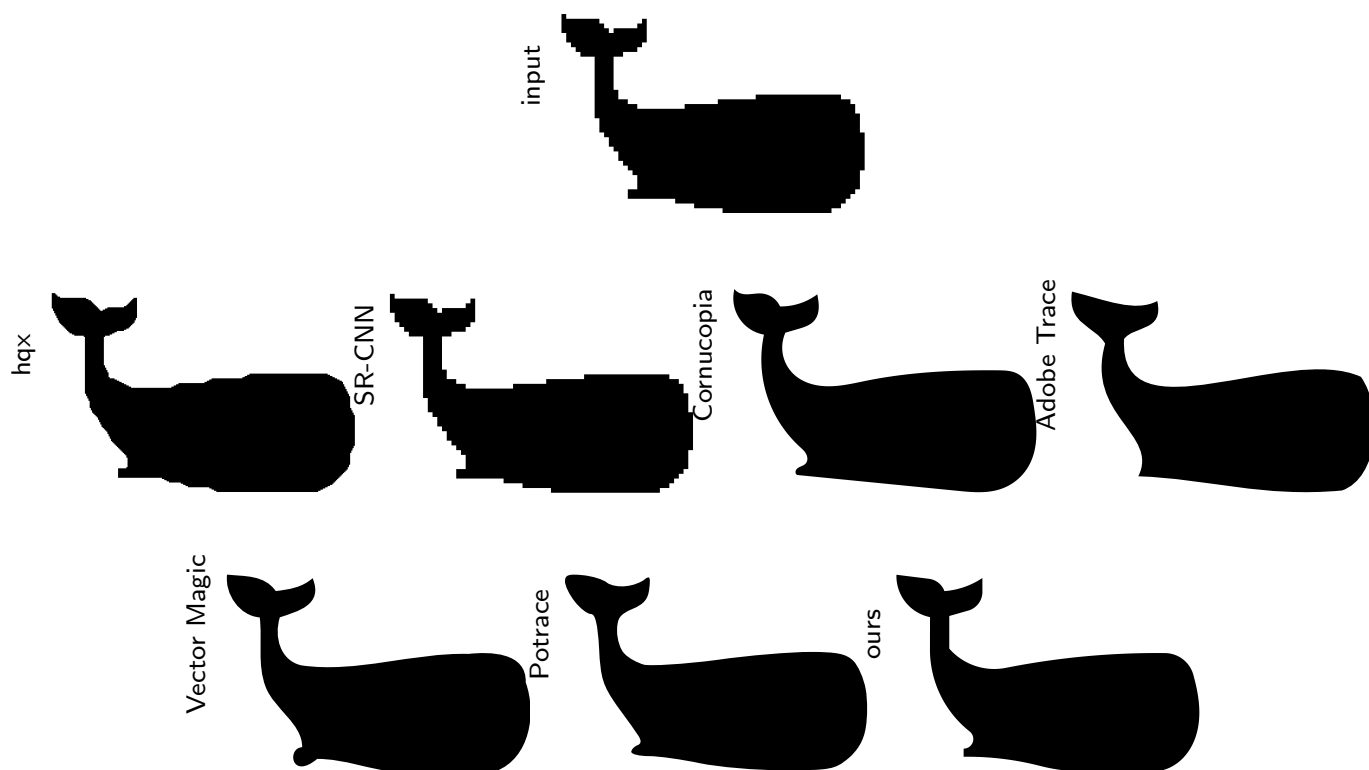 input
hqx
SR-CNN
Cornucopia
Adobe Trace
Vector Magic
Potrace
ours